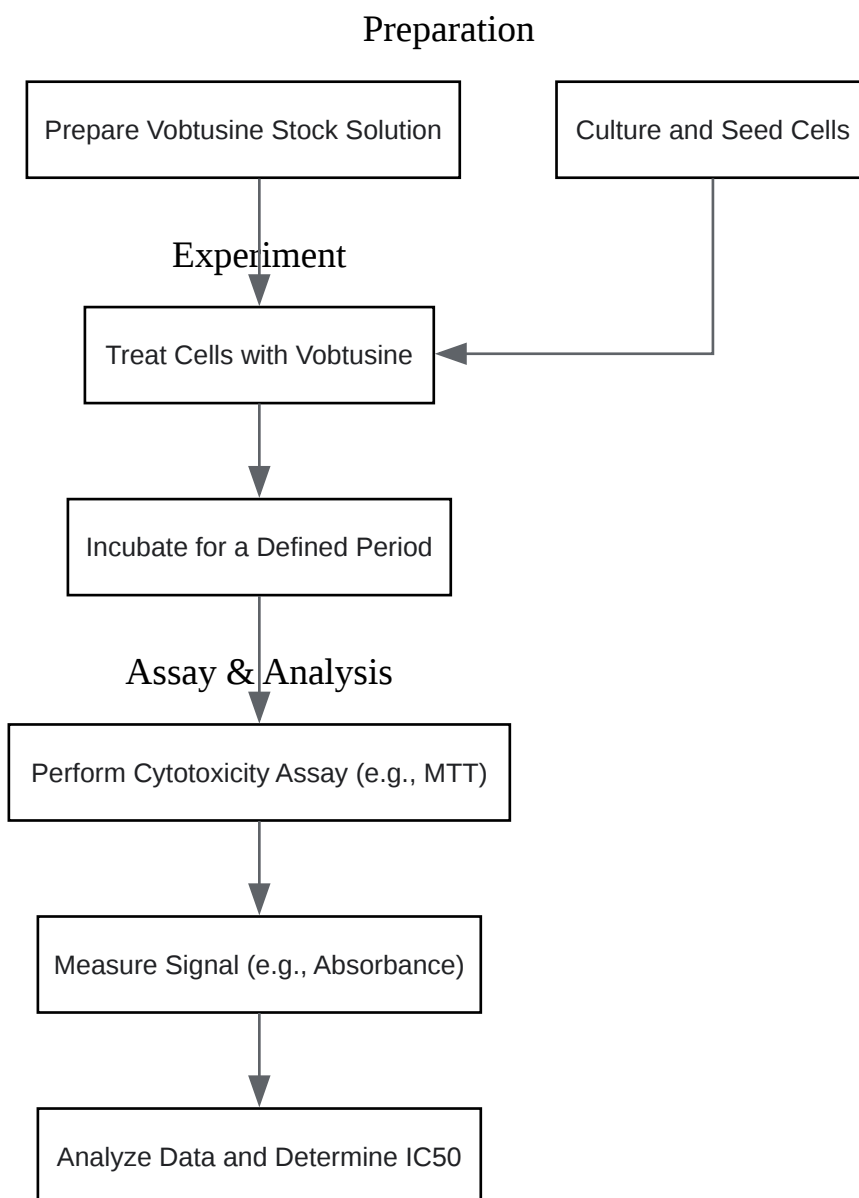 Preparation
Prepare Vobtusine Stock Solution
Culture and Seed Cells
Experiment
Treat Cells with Vobtusine
Incubate for a Defined Period
Assay & Analysis
Perform Cytotoxicity Assay (e.g., MTT)
Measure Signal (e.g., Absorbance)
Analyze Data and Determine IC50